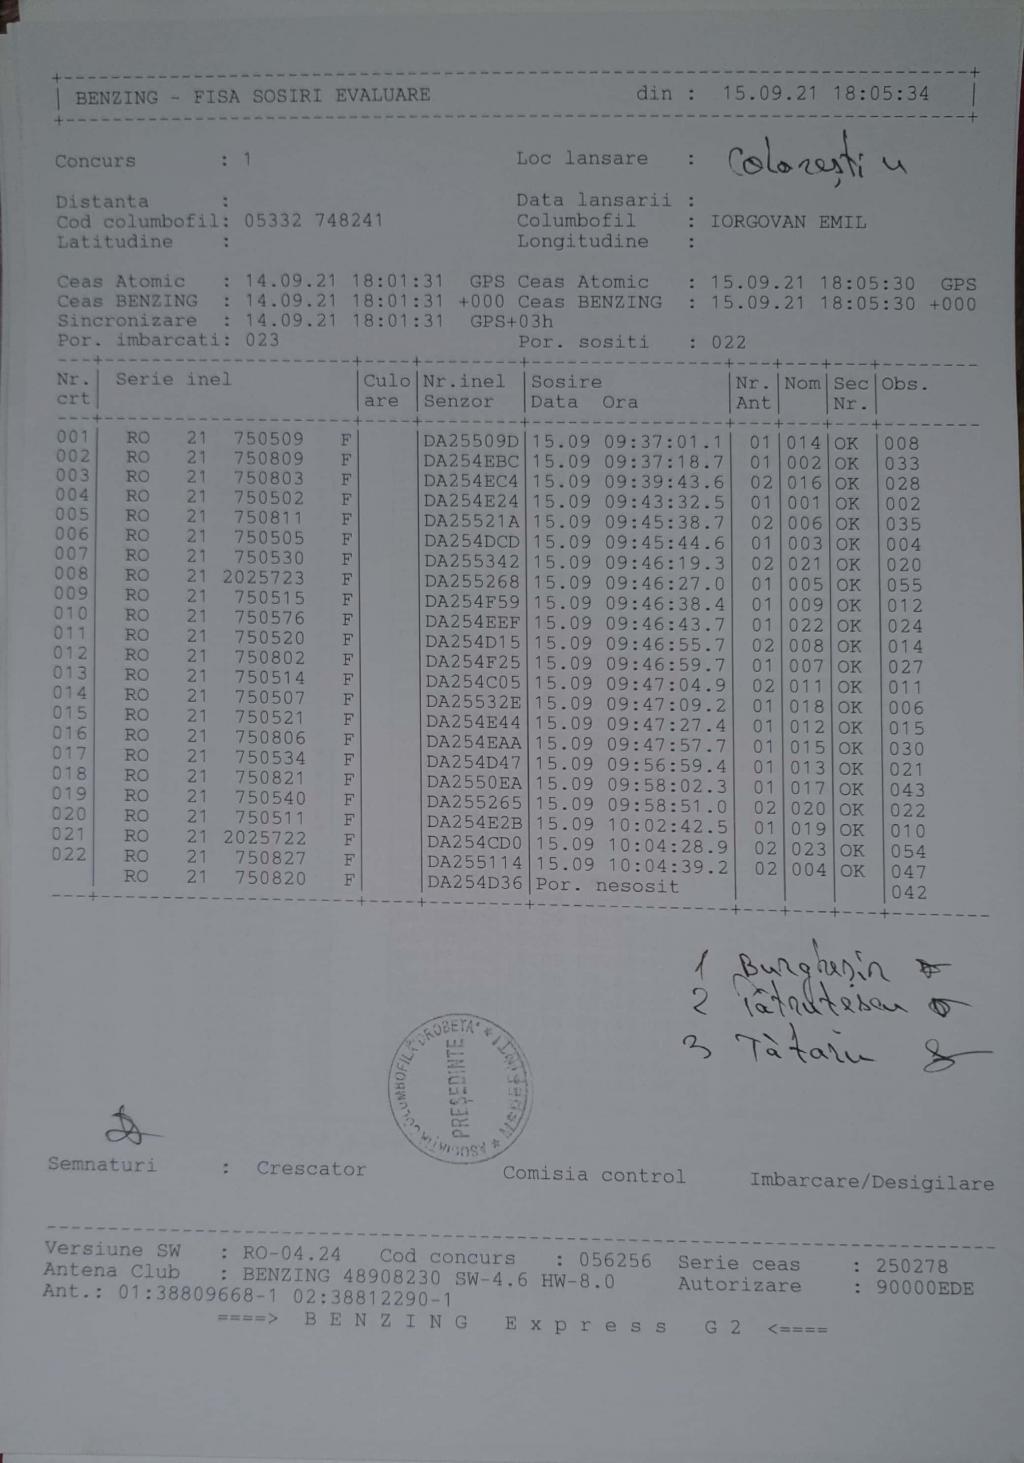 BENZING - FISA SOSIRI EVALUARE din : 15.09.21 18:05:34
Concurs : 1 Loc lansare : Colorești
Distanta : Data lansarii :
Cod columbofil: 05332 748241 Columbofil : IORGOVAN EMIL
Latitudine : Longitudine :
Ceas Atomic : 14.09.21 18:01:31 GPS Ceas Atomic : 15.09.21 18:05:30 GPS
Ceas BENZING : 14.09.21 18:01:31 +000 Ceas BENZING : 15.09.21 18:05:30 +000
Sincronizare : 14.09.21 18:01:31 GPS+03h
Por. imbarcati: 023 Por. sositi : 022
Nr. Serie inel Culo Nr.inel Sosire Nr. Nom Sec Obs.
crt are Senzor Data Ora Ant Nr.
001 RO 21 750509 F DA25509D 15.09 09:37:01.1 01 014 OK 008
002 RO 21 750809 F DA254EBC 15.09 09:37:18.7 01 002 OK 033
003 RO 21 750803 F DA254EC4 15.09 09:39:43.6 02 016 OK 028
004 RO 21 750502 F DA254E24 15.09 09:43:32.5 01 001 OK 002
005 RO 21 750811 F DA25521A 15.09 09:45:38.7 02 006 OK 035
006 RO 21 750505 F DA254DCD 15.09 09:45:44.6 01 003 OK 004
007 RO 21 750530 F DA255342 15.09 09:46:19.3 02 021 OK 020
008 RO 21 2025723 F DA255268 15.09 09:46:27.0 01 005 OK 055
009 RO 21 750515 F DA254F59 15.09 09:46:38.4 01 009 OK 012
010 RO 21 750576 F DA254EEF 15.09 09:46:43.7 01 022 OK 024
011 RO 21 750520 F DA254D15 15.09 09:46:55.7 02 008 OK 014
012 RO 21 750802 F DA254F25 15.09 09:46:59.7 01 007 OK 027
013 RO 21 750514 F DA254C05 15.09 09:47:04.9 02 011 OK 011
014 RO 21 750507 F DA25532E 15.09 09:47:09.2 01 018 OK 006
015 RO 21 750521 F DA254E44 15.09 09:47:27.4 01 012 OK 015
016 RO 21 750806 F DA254EAA 15.09 09:47:57.7 01 015 OK 030
017 RO 21 750534 F DA254D47 15.09 09:56:59.4 01 013 OK 021
018 RO 21 750821 F DA2550EA 15.09 09:58:02.3 01 017 OK 043
019 RO 21 750540 F DA255265 15.09 09:58:51.0 02 020 OK 022
020 RO 21 750511 F DA254E2B 15.09 10:02:42.5 01 019 OK 010
021 RO 21 2025722 F DA254CD0 15.09 10:04:28.9 02 023 OK 054
022 RO 21 750827 F DA255114 15.09 10:04:39.2 02 004 OK 047
RO 21 750820 F DA254D36 Por. nesosit 042
1 Burghesin
2 Tătrutescu
3 Tătaru
ASOCIAȚIA COLUMBOFILĂ "DROBETA"
PREȘEDINTE
Semnaturi : Crescator Comisia control Imbarcare/Desigilare
Versiune SW : RO-04.24 Cod concurs : 056256 Serie ceas : 250278
Antena Club : BENZING 48908230 SW-4.6 HW-8.0 Autorizare : 90000EDE
Ant.: 01:38809668-1 02:38812290-1
====> B E N Z I N G E x p r e s s G 2 <====